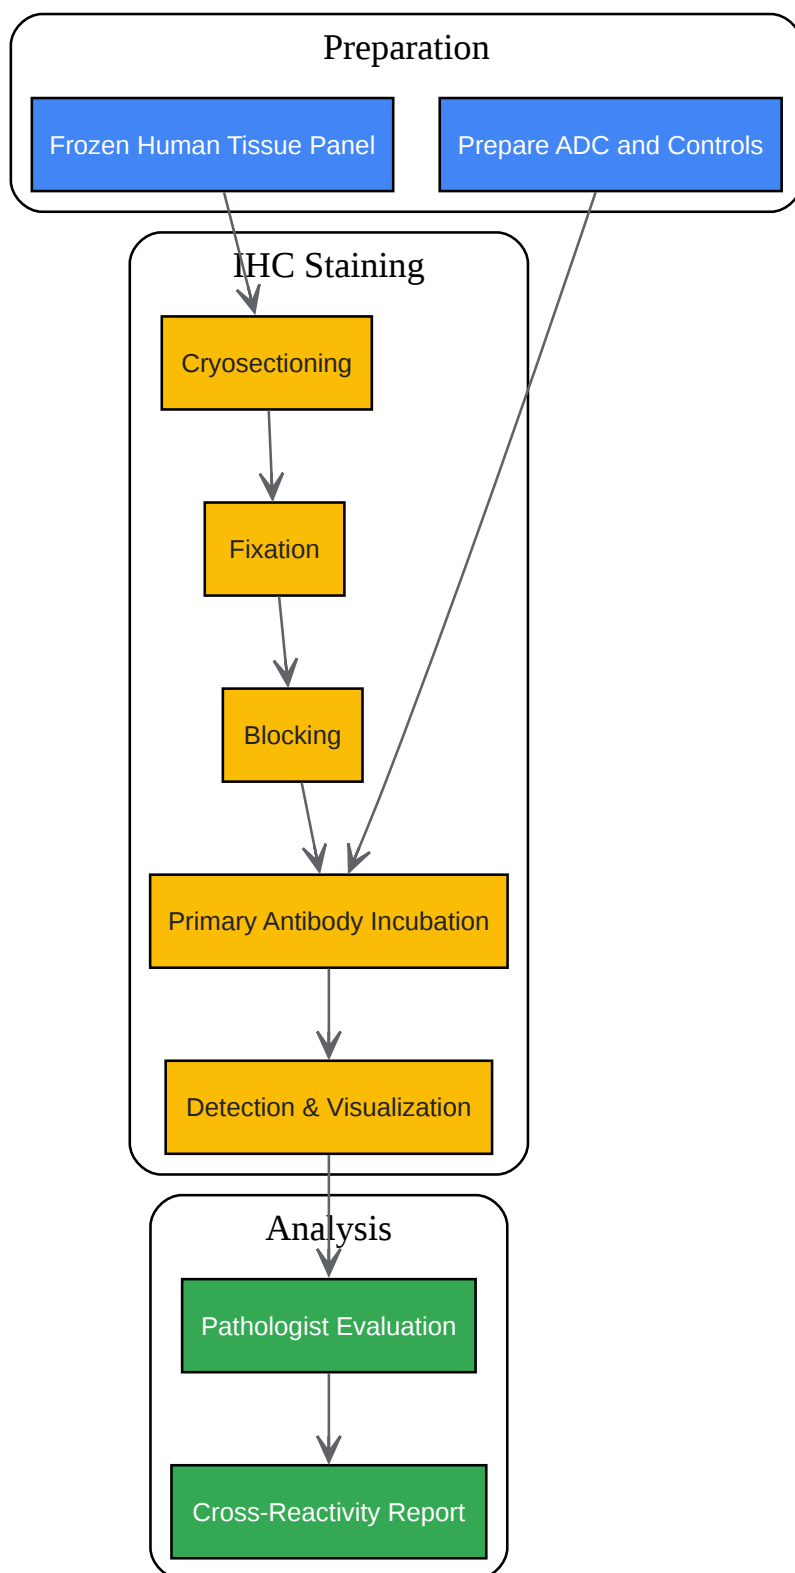 Preparation
Frozen Human Tissue Panel
Prepare ADC and Controls
IHC Staining
Cryosectioning
Fixation
Blocking
Primary Antibody Incubation
Detection & Visualization
Analysis
Pathologist Evaluation
Cross-Reactivity Report